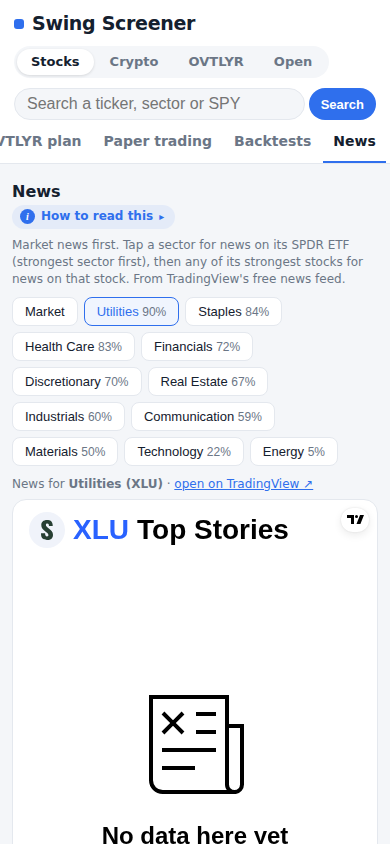 Swing Screener
Stocks Crypto OVTLYR Open
Search a ticker, sector or SPY Search
VTLYR plan Paper trading Backtests News
News
i How to read this ▸
Market news first. Tap a sector for news on its SPDR ETF
(strongest sector first), then any of its strongest stocks for
news on that stock. From TradingView's free news feed.
Market Utilities 90% Staples 84%
Health Care 83% Financials 72%
Discretionary 70% Real Estate 67%
Industrials 60% Communication 59%
Materials 50% Technology 22% Energy 5%
News for Utilities (XLU) · open on TradingView ↗
S XLU Top Stories
No data here yet